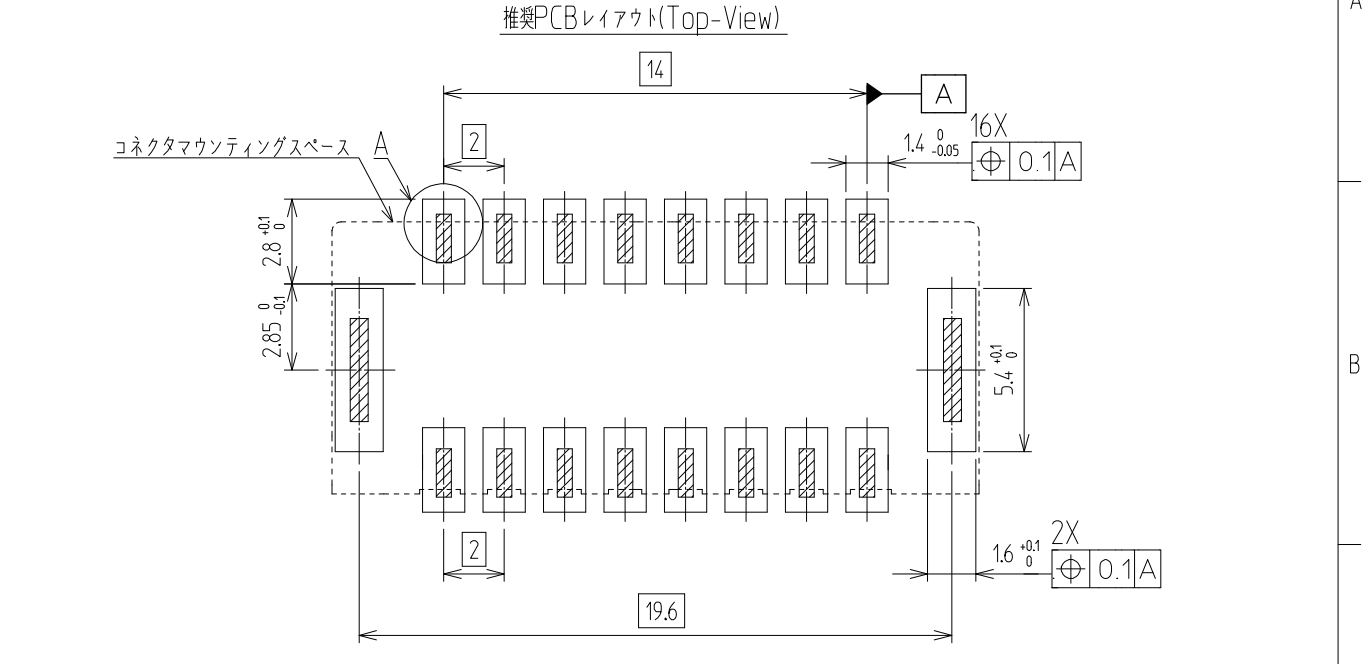 推奨PCBレイアウト(Top-View)
A
14
A
コネクタマウンティングスペース
A
2
1.4 0 -0.05
16X
⌖ 0.1 A
2.8 +0.1 0
2.85 0 -0.1
5.4 +0.1 0
B
2
1.6 +0.1 0
2X
⌖ 0.1 A
19.6